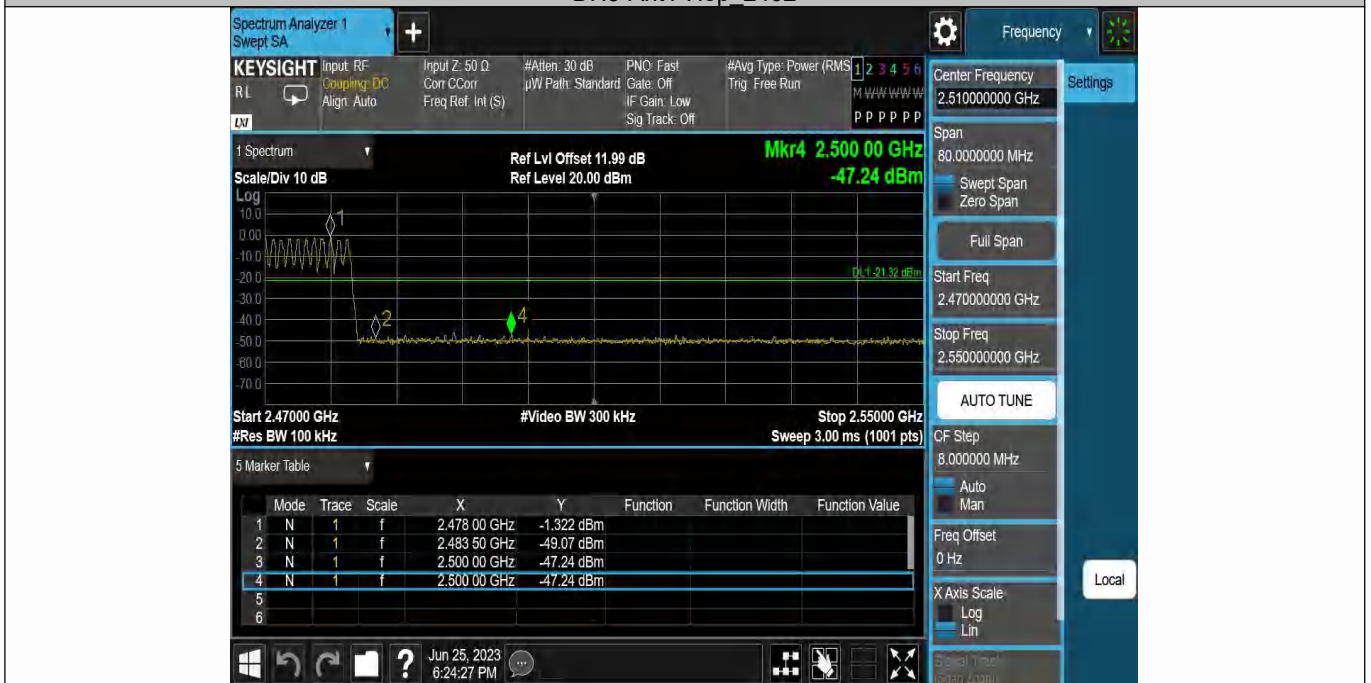 Spectrum Analyzer 1
Swept SA
+
Frequency
KEYSIGHT
RL
LXI
Input: RF
Coupling: DC
Align: Auto
Input Z: 50 Ω
Corr CCorr
Freq Ref: Int (S)
#Atten: 30 dB
µW Path: Standard
PNO: Fast
Gate: Off
IF Gain: Low
Sig Track: Off
#Avg Type: Power (RMS
Trig: Free Run
1 2 3 4 5 6
M W W W W W
P P P P P P
Center Frequency
2.510000000 GHz
Settings
Span
80.0000000 MHz
Swept Span
Zero Span
Full Span
Start Freq
2.470000000 GHz
Stop Freq
2.550000000 GHz
AUTO TUNE
CF Step
8.000000 MHz
Auto
Man
Freq Offset
0 Hz
X Axis Scale
Log
Lin
Local
1 Spectrum
Scale/Div 10 dB
Ref Lvl Offset 11.99 dB
Ref Level 20.00 dBm
Mkr4 2.500 00 GHz
-47.24 dBm
Log
10.0
0.00
-10.0
-20.0
-30.0
-40.0
-50.0
-60.0
-70.0
1
2
4
DL1 -21.32 dBm
Start 2.47000 GHz
#Video BW 300 kHz
Stop 2.55000 GHz
#Res BW 100 kHz
Sweep 3.00 ms (1001 pts)
5 Marker Table
Mode Trace Scale X Y Function Function Width Function Value
1 N 1 f 2.478 00 GHz -1.322 dBm
2 N 1 f 2.483 50 GHz -49.07 dBm
3 N 1 f 2.500 00 GHz -47.24 dBm
4 N 1 f 2.500 00 GHz -47.24 dBm
5
6
?
Jun 25, 2023
6:24:27 PM